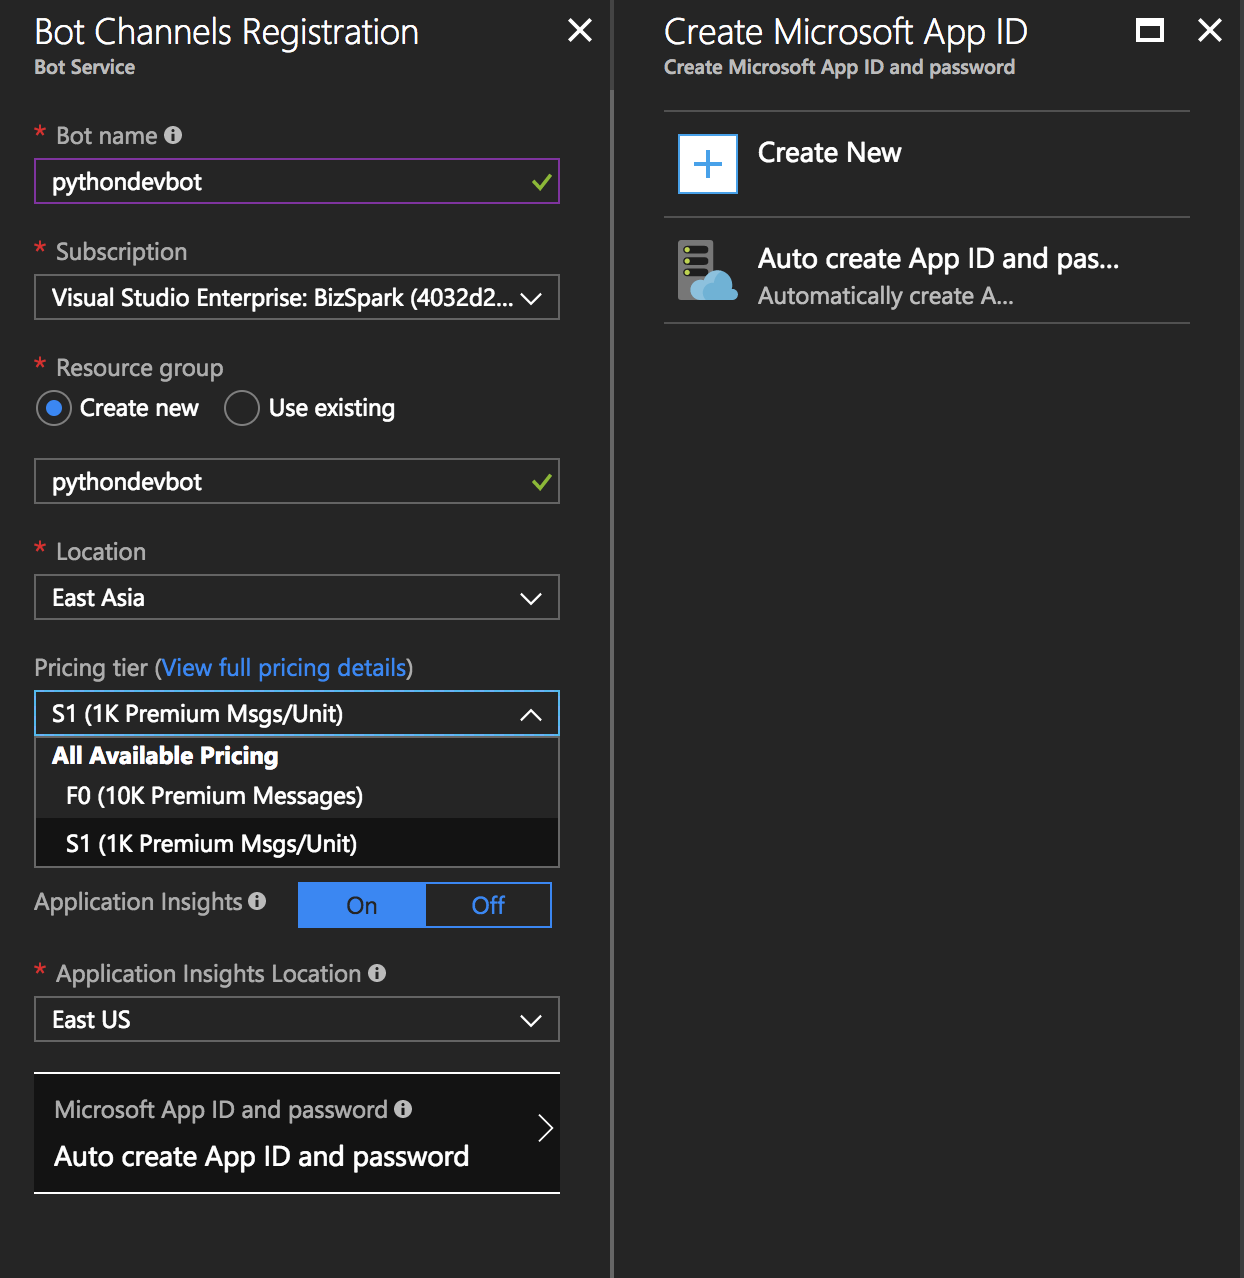 Bot Channels Registration
Bot Service
* Bot name
pythondevbot
* Subscription
Visual Studio Enterprise: BizSpark (4032d2...
* Resource group
Create new Use existing
pythondevbot
* Location
East Asia
Pricing tier (View full pricing details)
S1 (1K Premium Msgs/Unit)
All Available Pricing
F0 (10K Premium Messages)
S1 (1K Premium Msgs/Unit)
Application Insights On Off
* Application Insights Location
East US
Microsoft App ID and password
Auto create App ID and password
Create Microsoft App ID
Create Microsoft App ID and password
Create New
Auto create App ID and pas...
Automatically create A...